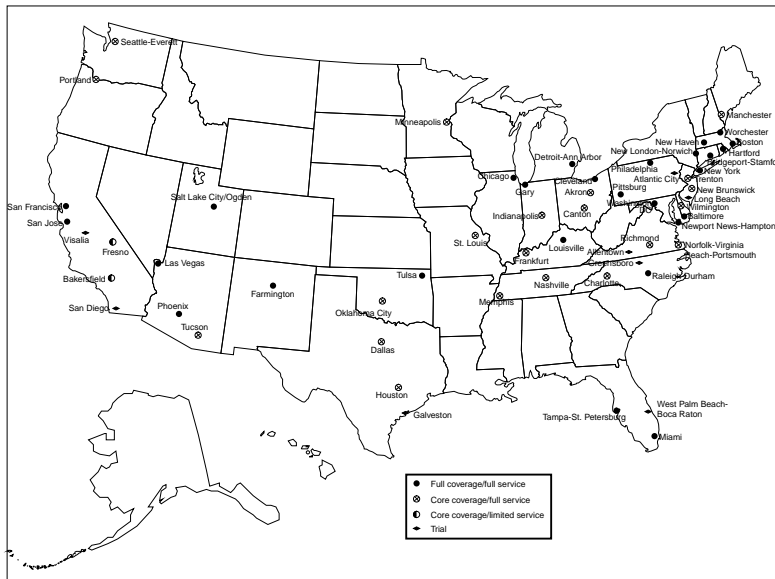 Seattle-Everett
Portland
Minneapolis
Manchester
Worchester
New Haven
Boston
Hartford
New London-Norwich
Bridgeport-Stamfo
Detroit-Ann Arbor
Philadelphia
New York
Chicago
Cleveland
Atlantic City
Trenton
Gary
Akron
Pittsburg
New Brunswick
Salt Lake City/Ogden
Long Beach
Washington
DC
Wilmington
San Francisco
Indianapolis
Canton
Baltimore
San Jose
Newport News-Hampton
Visalia
St. Louis
Richmond
Fresno
Louisville
Norfolk-Virginia
Beach-Portsmouth
Frankfurt
Allentown
Las Vegas
Greensboro
Bakersfield
Tulsa
Nashville
Charlotte
Raleigh-Durham
Farmington
Memphis
San Diego
Phoenix
Oklahoma City
Tucson
Dallas
Houston
Galveston
West Palm Beach-
Boca Raton
Tampa-St. Petersburg
Miami
Full coverage/full service
Core coverage/full service
Core coverage/limited service
Trial